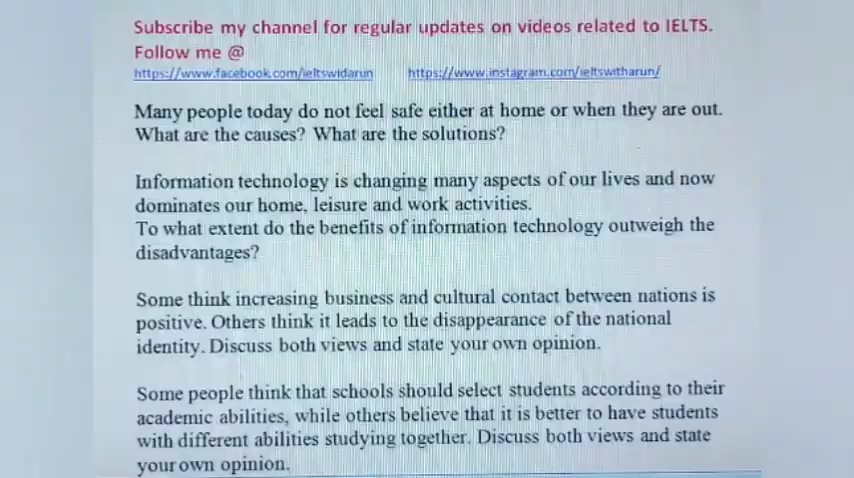 Subscribe my channel for regular updates on videos related to IELTS.
Follow me @
https://www.facebook.com/ieltswidarun https://www.instagram.com/ieltswitharun/
Many people today do not feel safe either at home or when they are out.
What are the causes? What are the solutions?
Information technology is changing many aspects of our lives and now
dominates our home, leisure and work activities.
To what extent do the benefits of information technology outweigh the
disadvantages?
Some think increasing business and cultural contact between nations is
positive. Others think it leads to the disappearance of the national
identity. Discuss both views and state your own opinion.
Some people think that schools should select students according to their
academic abilities, while others believe that it is better to have students
with different abilities studying together. Discuss both views and state
your own opinion.